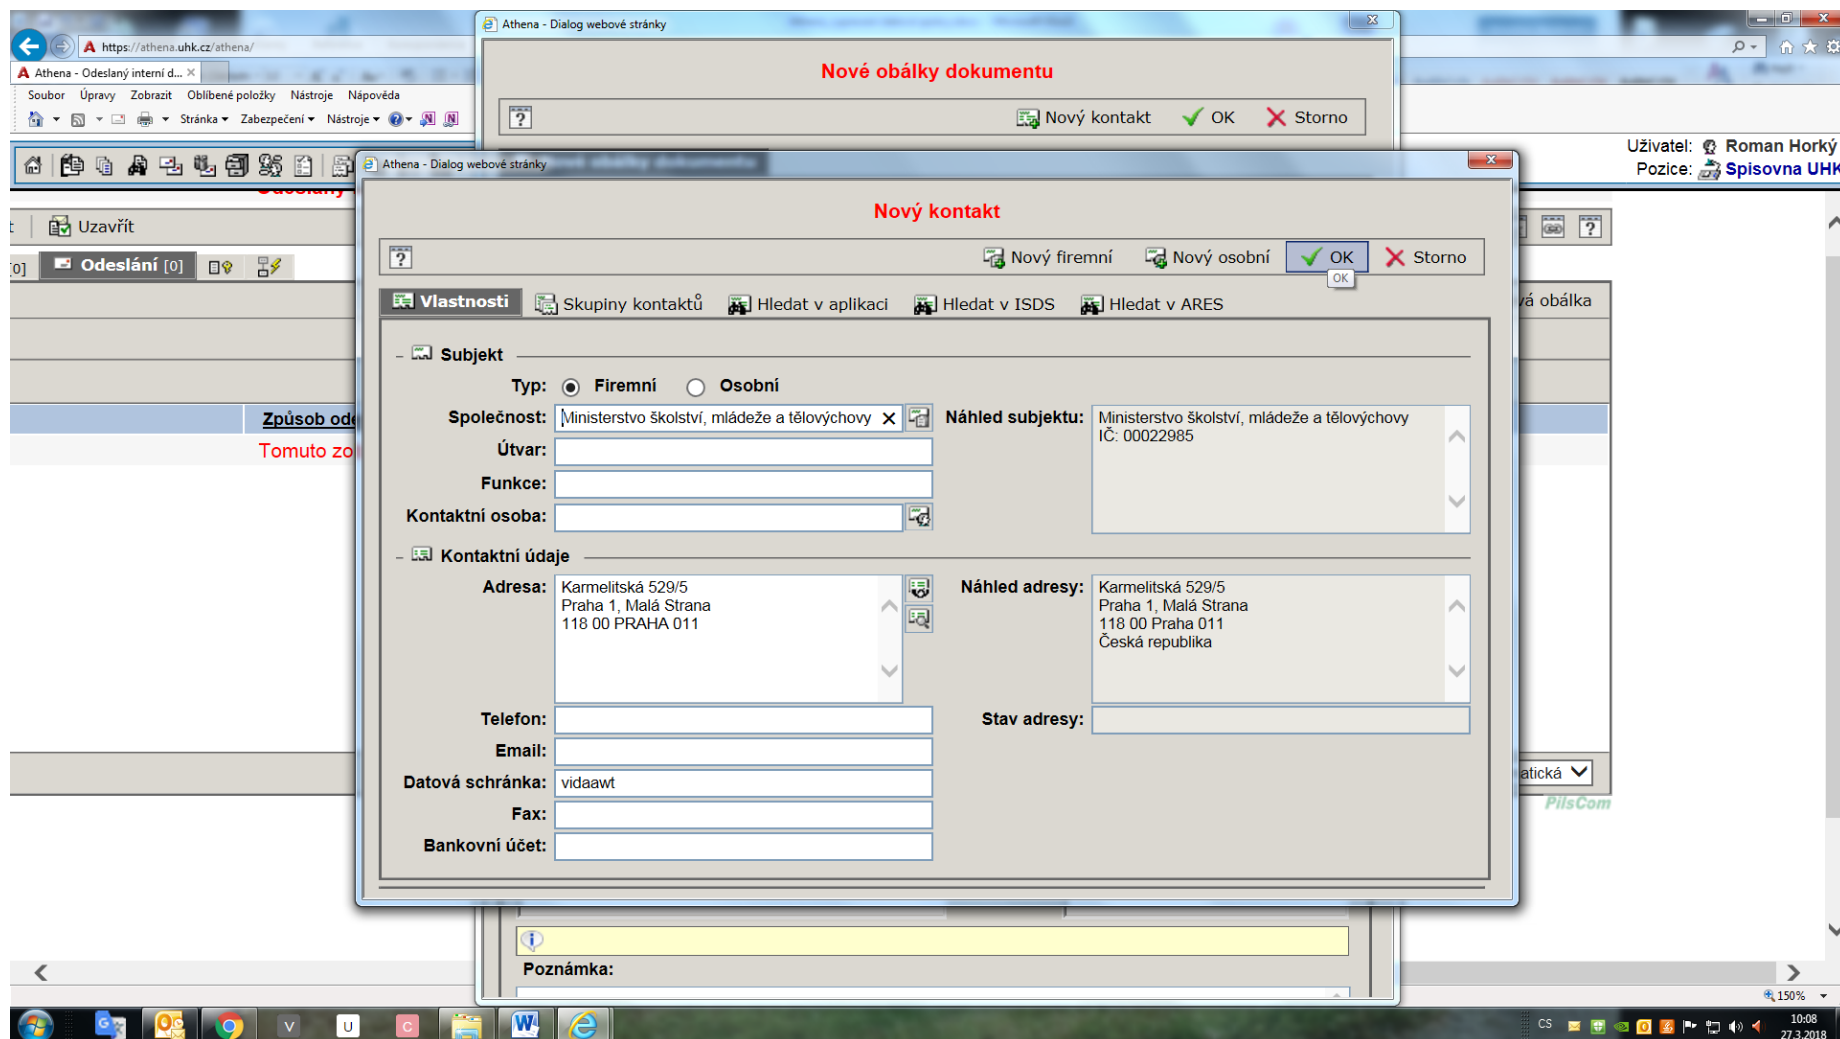 Athena - Dialog webové stránky
https://athena.uhk.cz/athena/
Athena - Odeslaný interní d...
Soubor Úpravy Zobrazit Oblíbené položky Nástroje Nápověda
Stránka Zabezpečení Nástroje
Nové obálky dokumentu
? Nový kontakt OK Storno
Uživatel: Roman Horký
Pozice: Spisovna UHK
Athena - Dialog webové stránky
Uzavřít
?
Odeslání [0]
0]
Nový kontakt
? Nový firemní Nový osobní OK Storno
OK
Vlastnosti Skupiny kontaktů Hledat v aplikaci Hledat v ISDS Hledat v ARES
vá obálka
Subjekt
Typ: Firemní Osobní
Společnost: Ministerstvo školství, mládeže a tělovýchovy
Náhled subjektu: Ministerstvo školství, mládeže a tělovýchovy
IČ: 00022985
Způsob ode
Tomuto zo
Útvar:
Funkce:
Kontaktní osoba:
Kontaktní údaje
Adresa: Karmelitská 529/5
Praha 1, Malá Strana
118 00 PRAHA 011
Náhled adresy: Karmelitská 529/5
Praha 1, Malá Strana
118 00 Praha 011
Česká republika
Telefon:
Stav adresy:
Email:
Datová schránka: vidaawt
Fax:
Bankovní účet:
atická
PilsCom
Poznámka:
150%
V U C
CS
10:08
27.3.2018